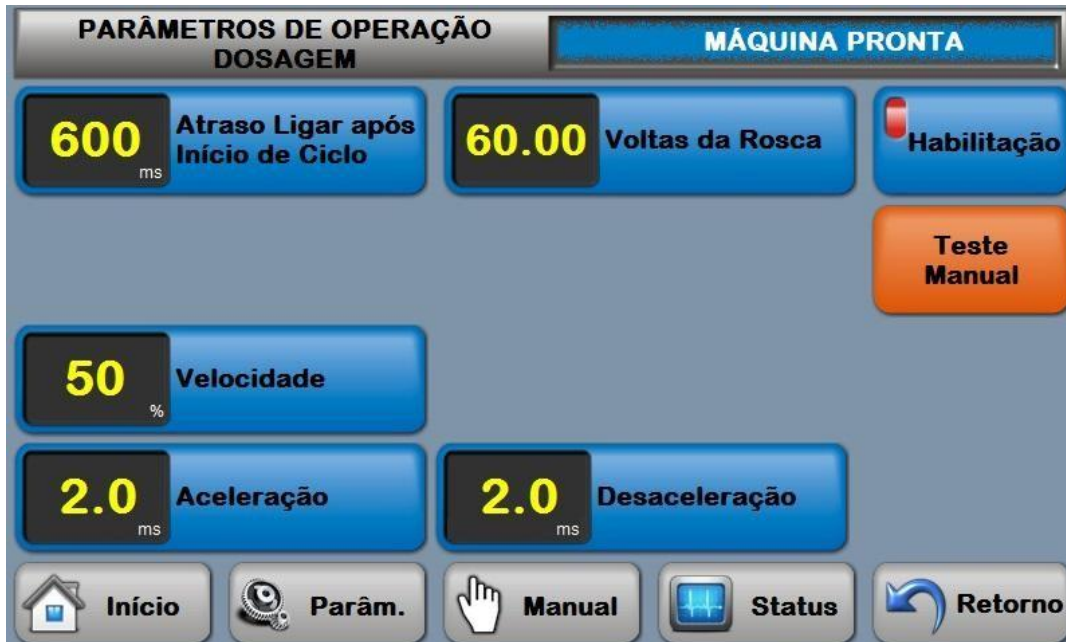 PARÂMETROS DE OPERAÇÃO
DOSAGEM
MÁQUINA PRONTA
600
ms
Atraso Ligar após
Início de Ciclo
60.00
Voltas da Rosca
Habilitação
Teste
Manual
50
%
Velocidade
2.0
ms
Aceleração
2.0
ms
Desaceleração
Início
Parâm.
Manual
Status
Retorno